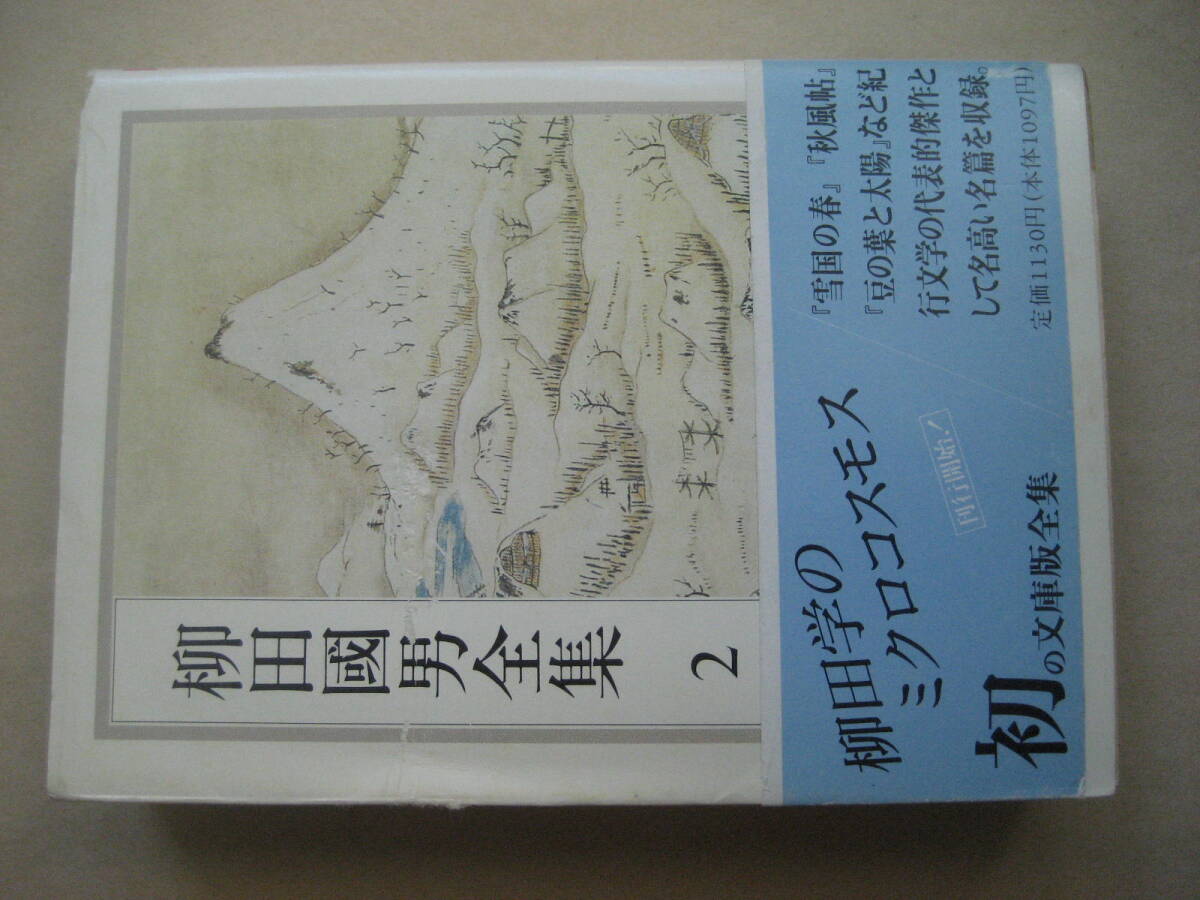 柳田國男全集
2
『雪国の春』『秋風帖』
『豆の葉と太陽』など紀
行文学の代表的傑作と
して名高い名篇を収録。
定価1130円(本体1097円)
柳田学の
ミクロコスモス
刊行開始!
初の文庫版全集